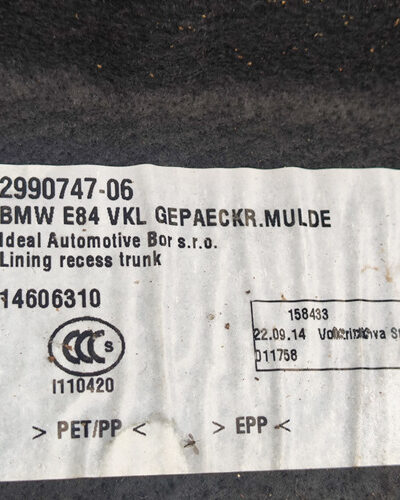 2990747-06
BMW E84 VKL GEPAECKR.MULDE
Ideal Automotive Bor s.r.o.
Lining recess trunk
14606310
CCC S
I110420
158433
22.09.14
011758
> PET/PP < > EPP <